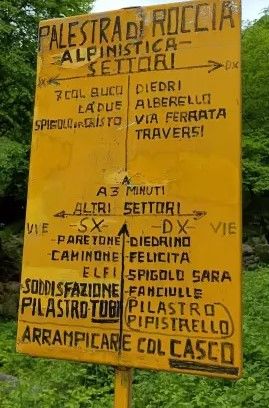 PALESTRA DI ROCCIA
ALPINISTICA-
SETTORI
SX DX
7 COL BUCO DIEDRI
LA DUE ALBERELLO
SPIGOLO GIUSTO VIA FERRATA
TRAVERSI
A
A 3 MINUTI
ALTRI SETTORI
VIE -SX- -DX- VIE
-PARETONE- DIEDRINO
-CAMINONE- FELICITA
ELFI SPIGOLO SARA
-SODDISFAZIONE- FANCIULLE
PILASTRO TOBI PILASTRO
PIPISTRELLO
ARRAMPICARE COL CASCO